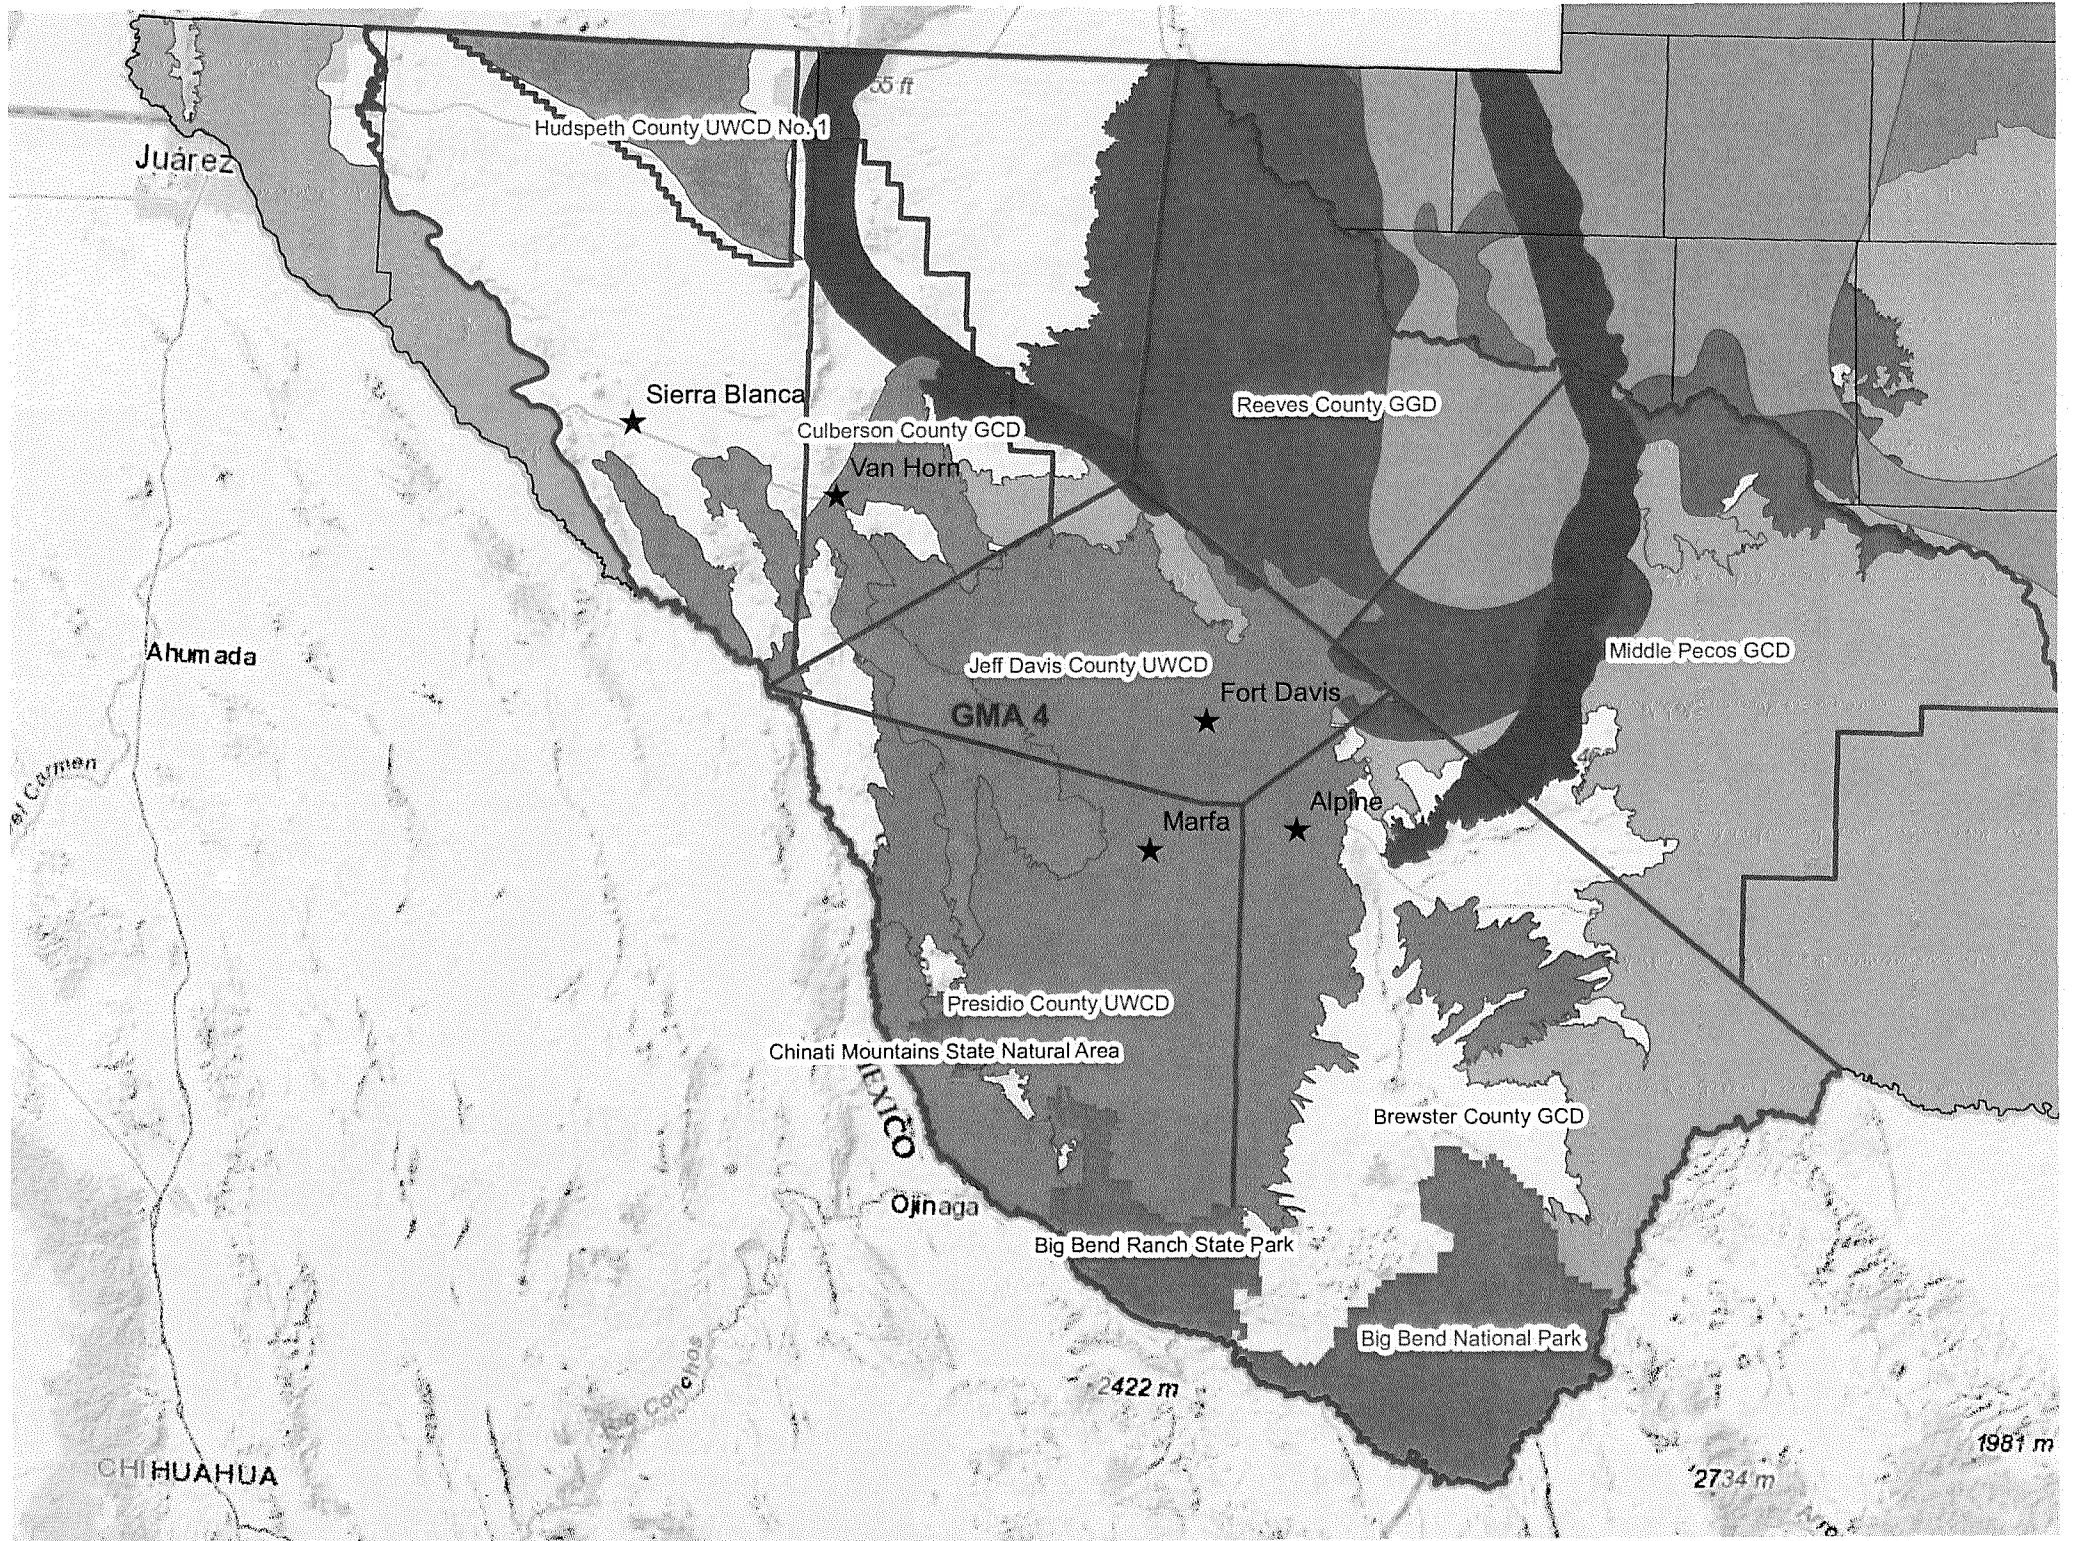 55 ft
Hudspeth County UWCD No. 1
Juárez
Sierra Blanca
Reeves County GGD
Culberson County GCD
Van Horn
Ahumada
Jeff Davis County UWCD
Middle Pecos GCD
Fort Davis
GMA 4
Carmen
Alpine
Marfa
Presidio County UWCD
Chinati Mountains State Natural Area
MEXICO
Brewster County GCD
Ojinaga
Big Bend Ranch State Park
Big Bend National Park
Rio Conchos
2422 m
1981 m
CHIHUAHUA
2734 m